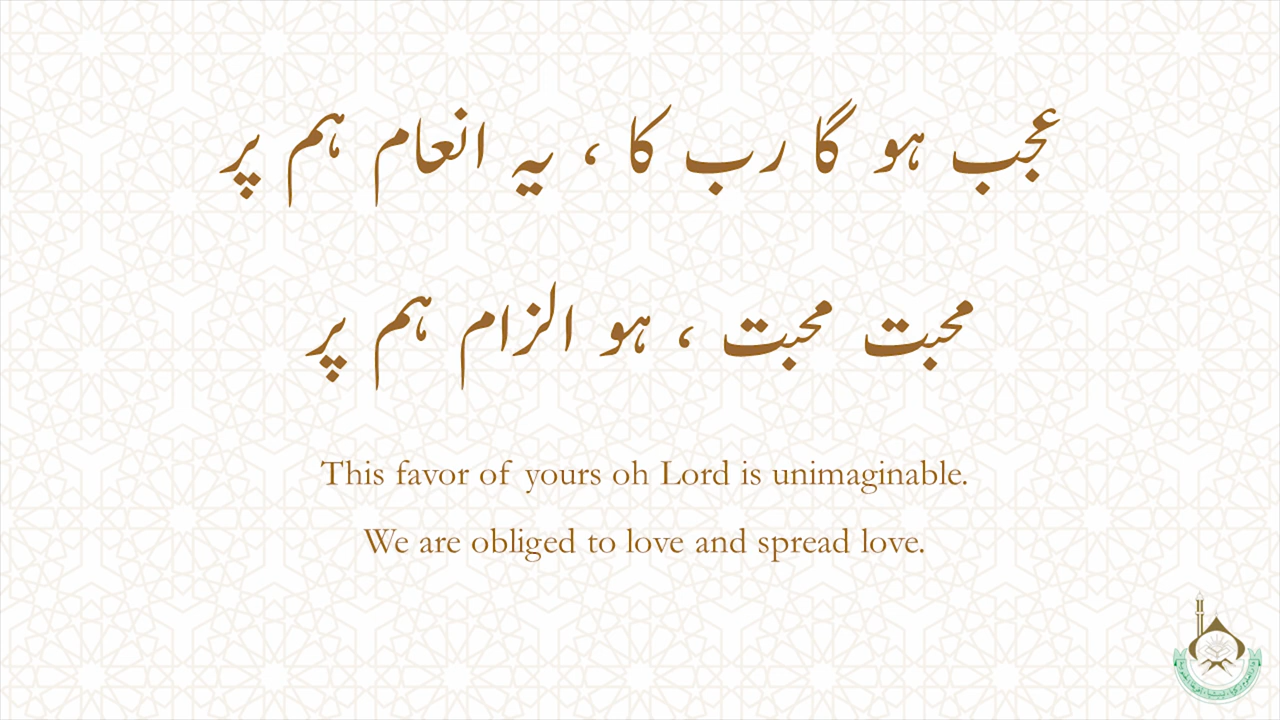 عجب ہو گا رب کا ، یہ انعام ہم پر
محبت محبت ، ہو الزام ہم پر
This favor of yours oh Lord is unimaginable.
We are obliged to love and spread love.